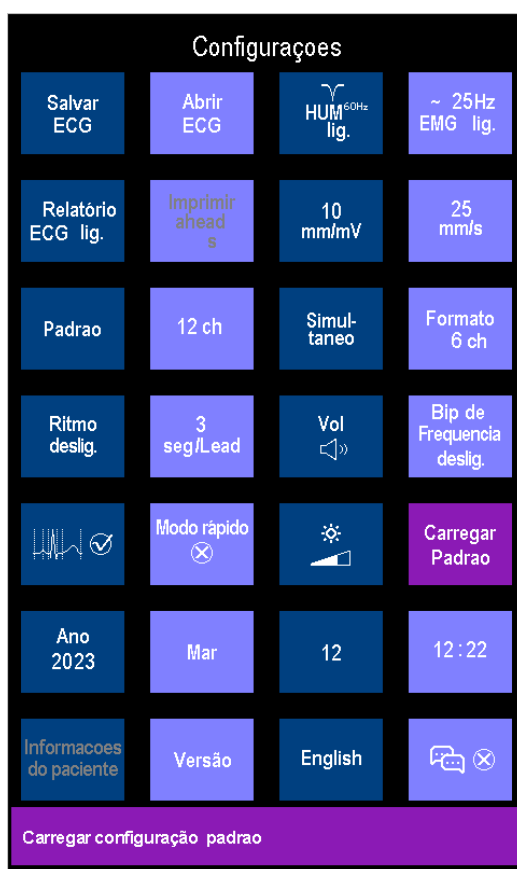 Configuraçoes
Salvar
ECG
Abrir
ECG
HUM 60Hz
lig.
~ 25Hz
EMG lig.
Relatório
ECG lig.
Imprimir
ahead
s
10
mm/mV
25
mm/s
Padrao
12 ch
Simul-
taneo
Formato
6 ch
Ritmo
deslig.
3
seg/Lead
Vol
Bip de
Frequencia
deslig.
Modo rápido
Carregar
Padrao
Ano
2023
Mar
12
12:22
Informacoes
do paciente
Versão
English
Carregar configuração padrao